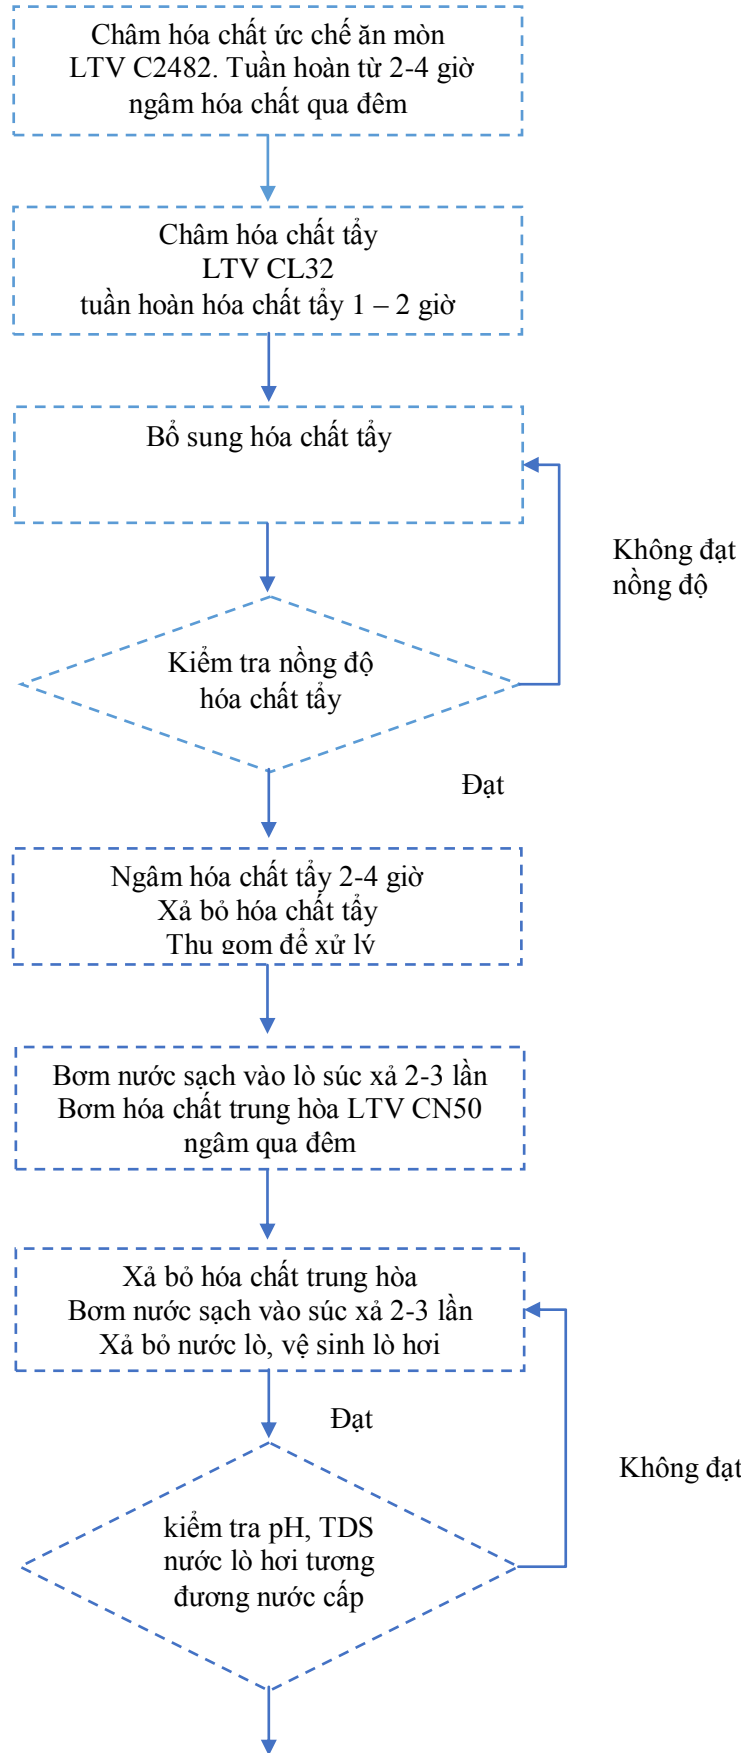 Châm hóa chất ức chế ăn mòn
LTV C2482. Tuần hoàn từ 2-4 giờ
ngâm hóa chất qua đêm
Châm hóa chất tẩy
LTV CL32
tuần hoàn hóa chất tẩy 1 – 2 giờ
Bổ sung hóa chất tẩy
Không đạt
nồng độ
Kiểm tra nồng độ
hóa chất tẩy
Đạt
Ngâm hóa chất tẩy 2-4 giờ
Xả bỏ hóa chất tẩy
Thu gom để xử lý
Bơm nước sạch vào lò súc xả 2-3 lần
Bơm hóa chất trung hòa LTV CN50
ngâm qua đêm
Xả bỏ hóa chất trung hòa
Bơm nước sạch vào súc xả 2-3 lần
Xả bỏ nước lò, vệ sinh lò hơi
Đạt
Không đạt
kiểm tra pH, TDS
nước lò hơi tương
đương nước cấp